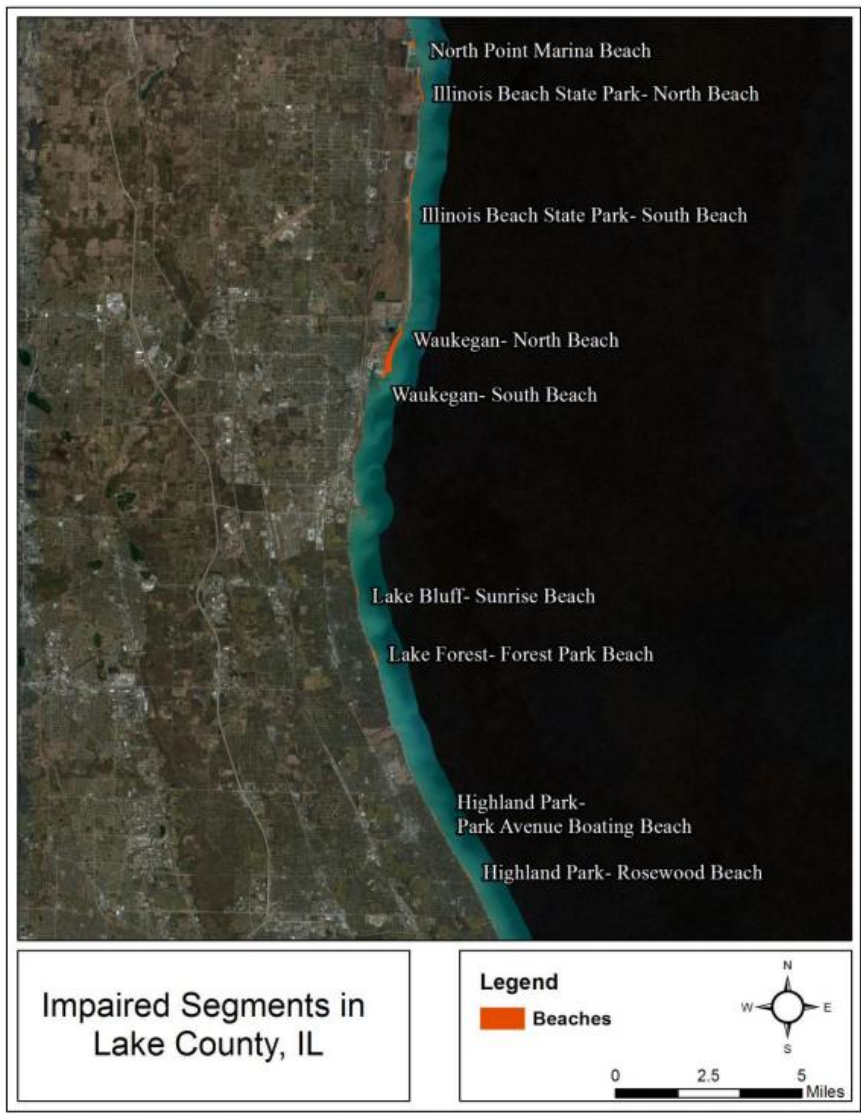 North Point Marina Beach
Illinois Beach State Park- North Beach
Illinois Beach State Park- South Beach
Waukegan- North Beach
Waukegan- South Beach
Lake Bluff- Sunrise Beach
Lake Forest- Forest Park Beach
Highland Park-
Park Avenue Boating Beach
Highland Park- Rosewood Beach
Impaired Segments in
Lake County, IL
Legend
Beaches
N
W E
S
0 2.5 5
Miles